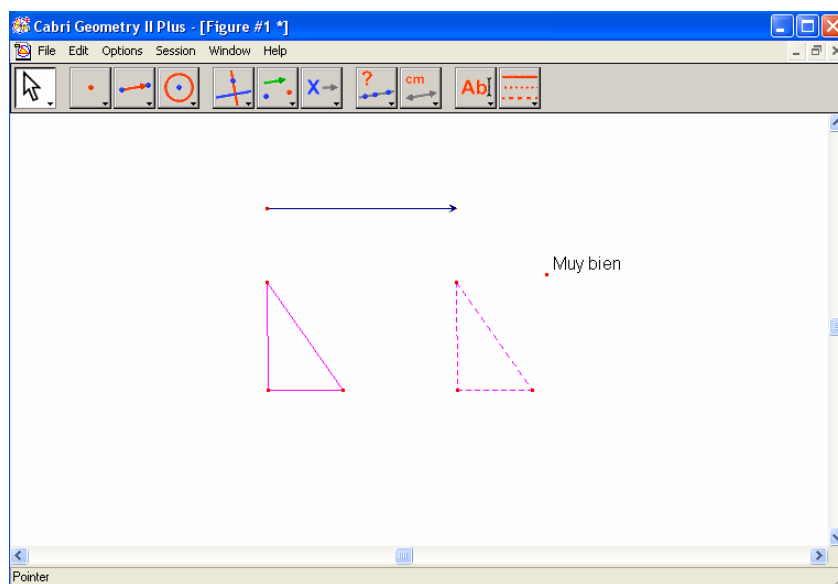 Cabri Geometry II Plus - [Figure #1 *]
File Edit Options Session Window Help
? cm
X Ab
Muy bien
Pointer